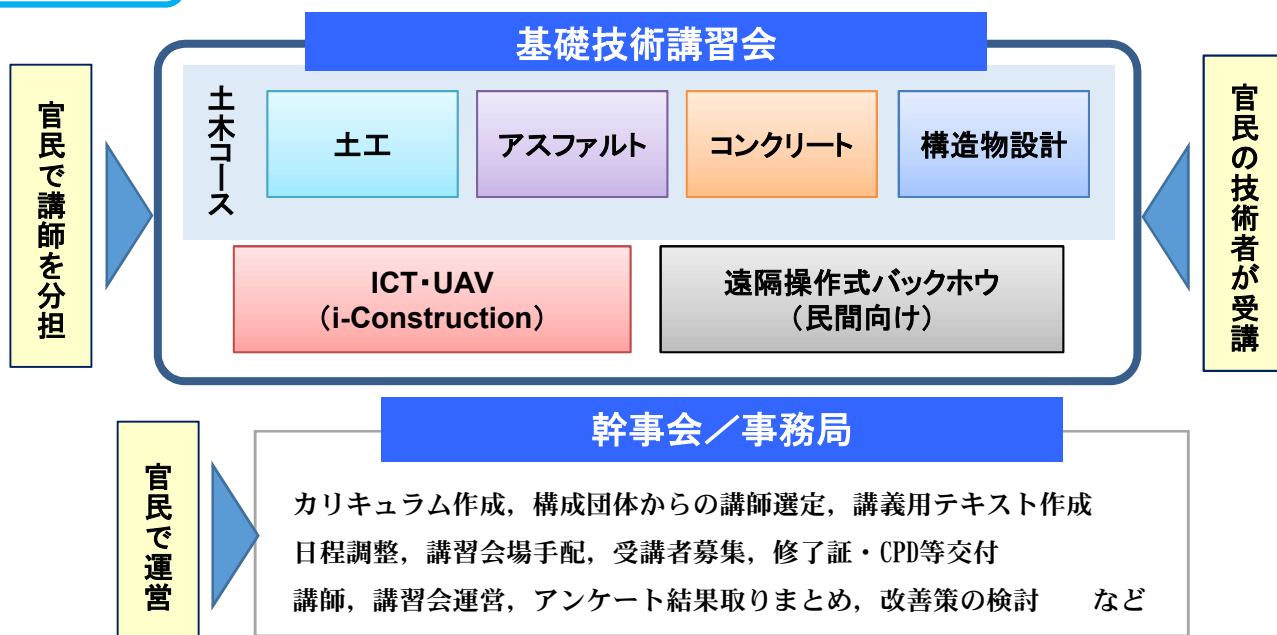 基礎技術講習会
官民で講師を分担
土木コース
土工
アスファルト
コンクリート
構造物設計
ICT・UAV
（i-Construction）
遠隔操作式バックホウ
（民間向け）
官民の技術者が受講
幹事会／事務局
官民で運営
カリキュラム作成，構成団体からの講師選定，講義用テキスト作成
日程調整，講習会場手配，受講者募集，修了証・CPD等交付
講師，講習会運営，アンケート結果取りまとめ，改善策の検討　　など